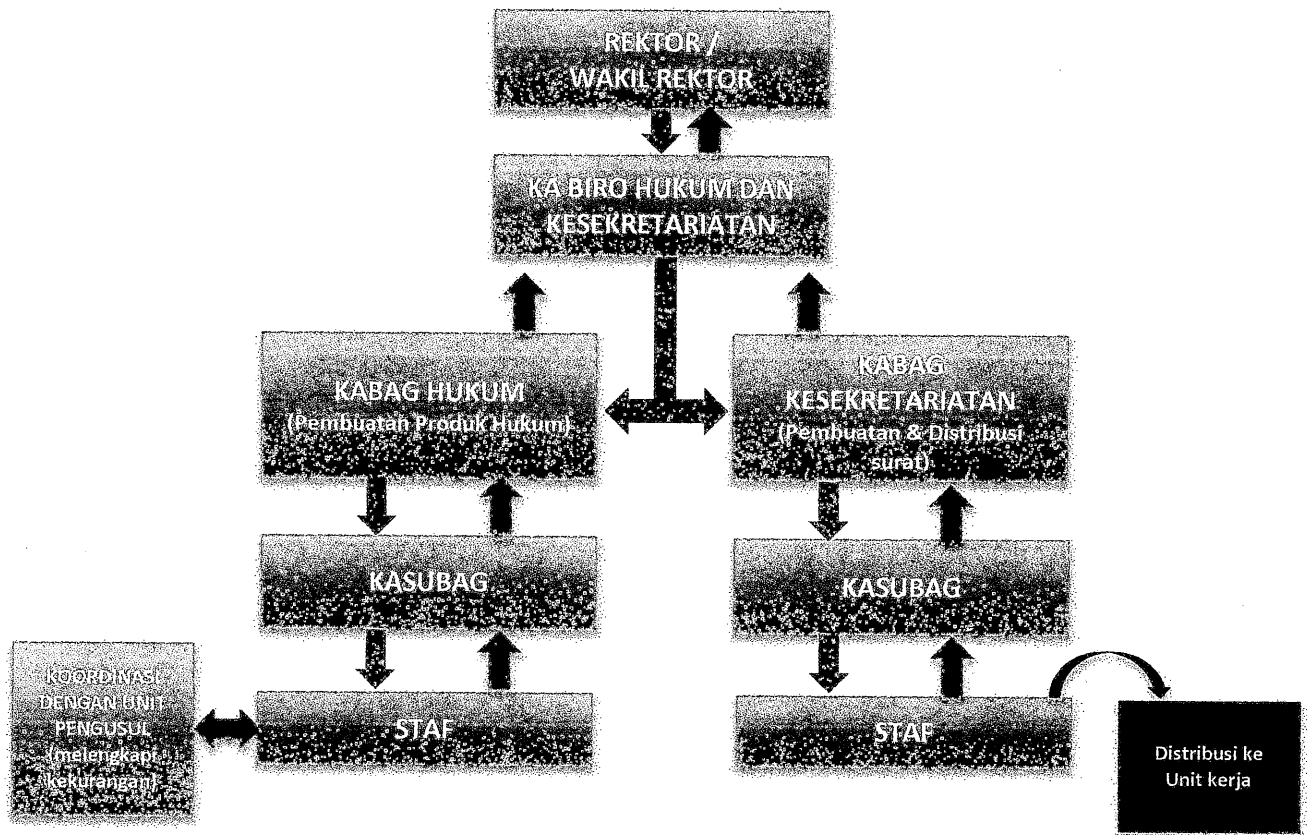 REKTOR /
WAKIL REKTOR
KA BIRO HUKUM DAN
KESEKRETARIATAN
KABAG HUKUM
(Pembuatan Produk Hukum)
KABAG
KESEKRETARIATAN
(Pembuatan & Distribusi
surat)
KASUBAG
KASUBAG
KOORDINASI
DENGAN UNIT
PENGUSUL
(melengkapi
kekurangan)
STAF
STAF
Distribusi ke
Unit kerja